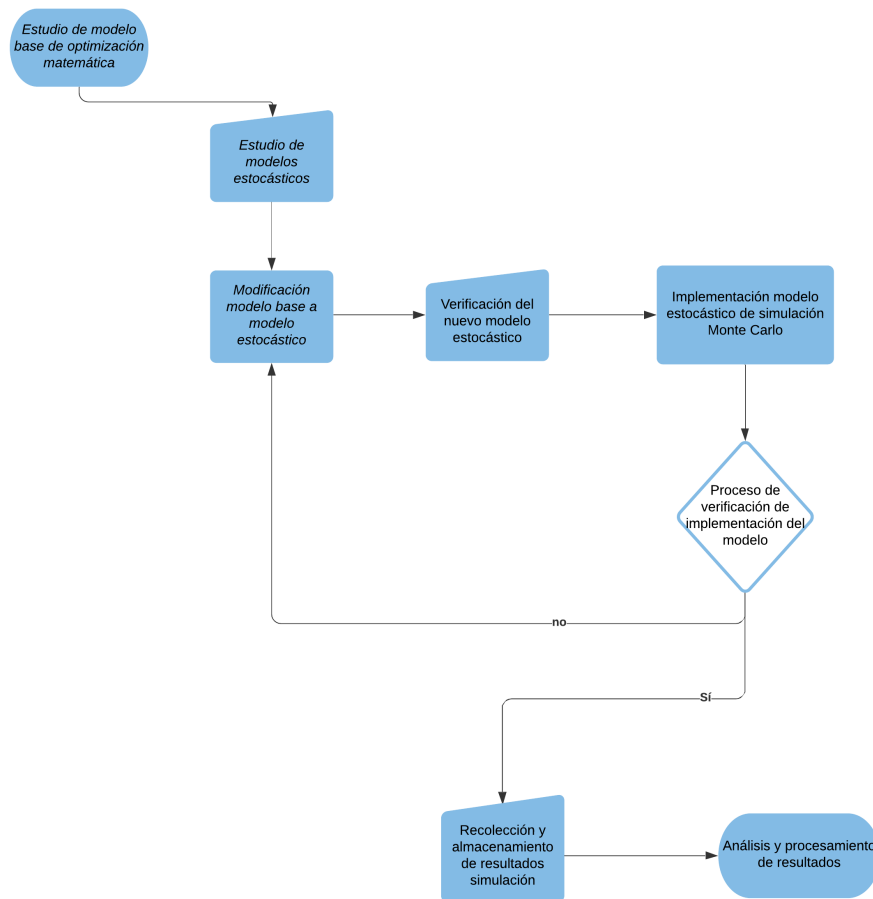 Estudio de modelo
base de optimización
matemática
Estudio de
modelos
estocásticos
Modificación
modelo base a
modelo
estocástico
Verificación del
nuevo modelo
estocástico
Implementación modelo
estocástico de simulación
Monte Carlo
Proceso de
verificación de
implementación del
modelo
no
Sí
Recolección y
almacenamiento
de resultados
simulación
Análisis y procesamiento
de resultados